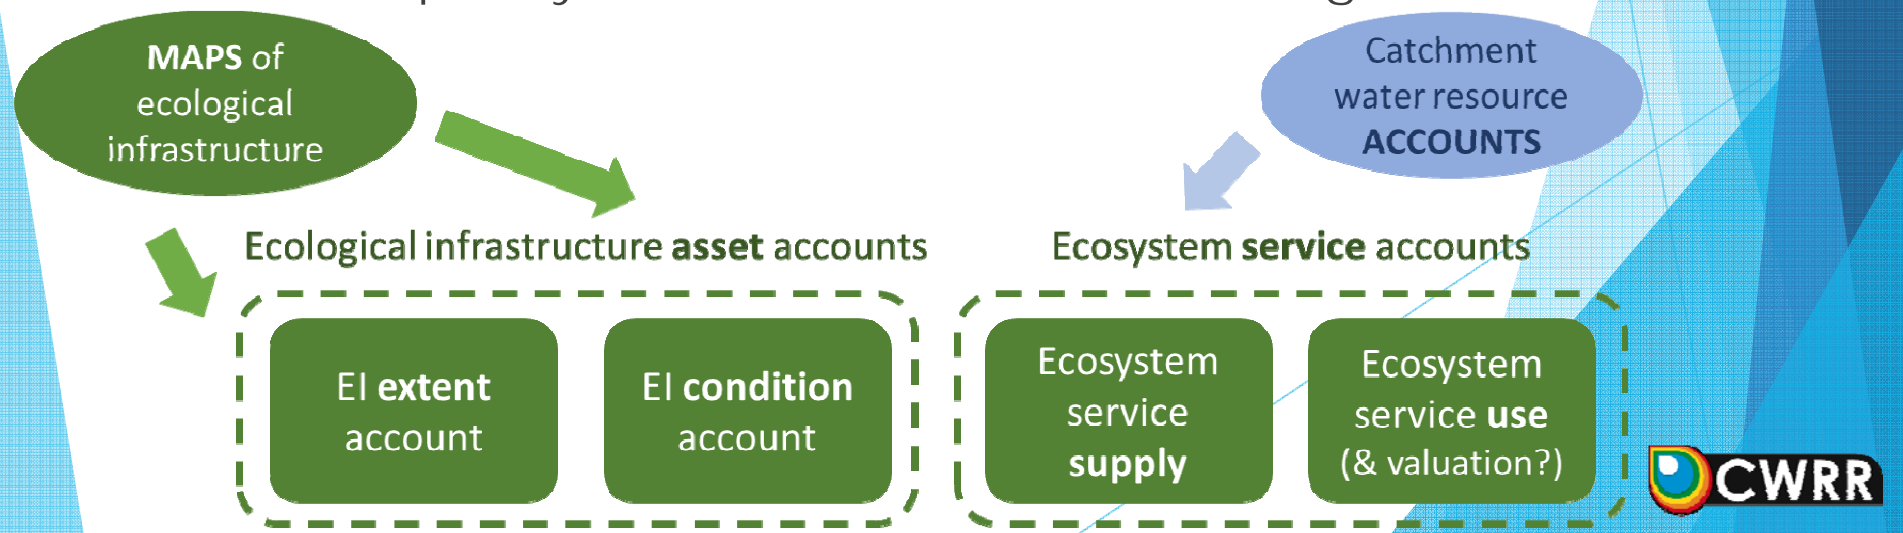 MAPS of
ecological
infrastructure
Catchment
water resource
ACCOUNTS
Ecological infrastructure asset accounts
Ecosystem service accounts
EI extent
account
EI condition
account
Ecosystem
service
supply
Ecosystem
service use
(& valuation?)
CWRR